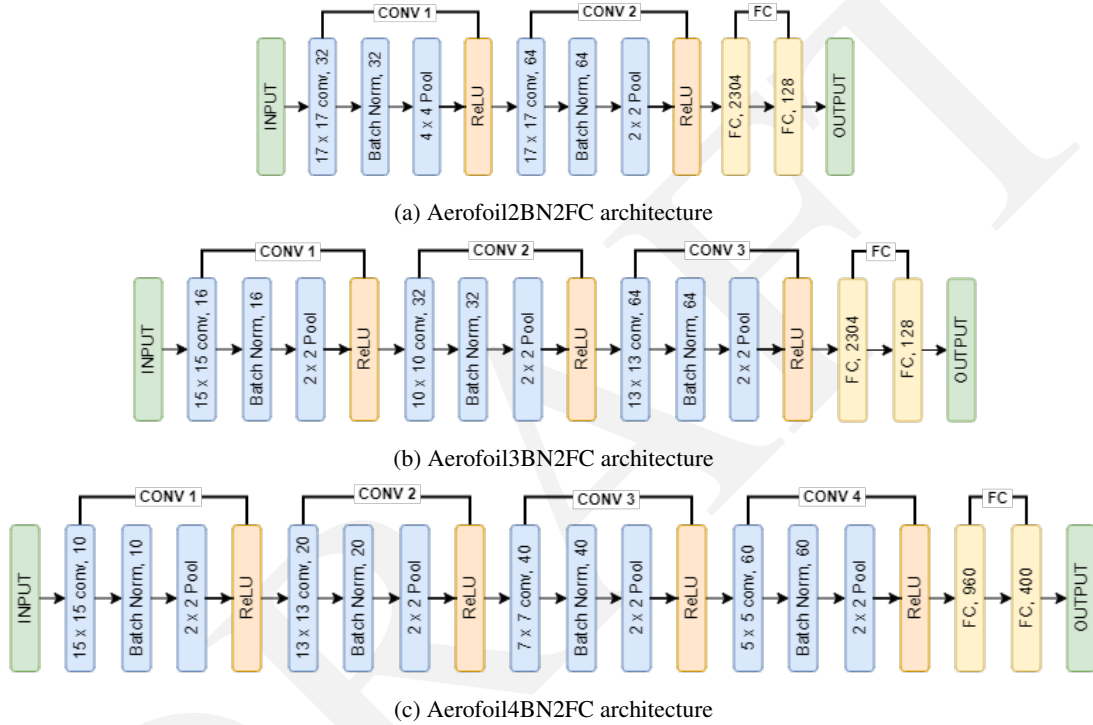 CONV 1
CONV 2
FC
INPUT
17 x 17 conv, 32
Batch Norm, 32
4 x 4 Pool
ReLU
17 x 17 conv, 64
Batch Norm, 64
2 x 2 Pool
ReLU
FC, 2304
FC, 128
OUTPUT
(a) Aerofoil2BN2FC architecture
CONV 1
CONV 2
CONV 3
FC
INPUT
15 x 15 conv, 16
Batch Norm, 16
2 x 2 Pool
ReLU
10 x 10 conv, 32
Batch Norm, 32
2 x 2 Pool
ReLU
13 x 13 conv, 64
Batch Norm, 64
2 x 2 Pool
ReLU
FC, 2304
FC, 128
OUTPUT
(b) Aerofoil3BN2FC architecture
CONV 1
CONV 2
CONV 3
CONV 4
FC
INPUT
15 x 15 conv, 10
Batch Norm, 10
2 x 2 Pool
ReLU
13 x 13 conv, 20
Batch Norm, 20
2 x 2 Pool
ReLU
7 x 7 conv, 40
Batch Norm, 40
2 x 2 Pool
ReLU
5 x 5 conv, 60
Batch Norm, 60
2 x 2 Pool
ReLU
FC, 960
FC, 400
OUTPUT
(c) Aerofoil4BN2FC architecture